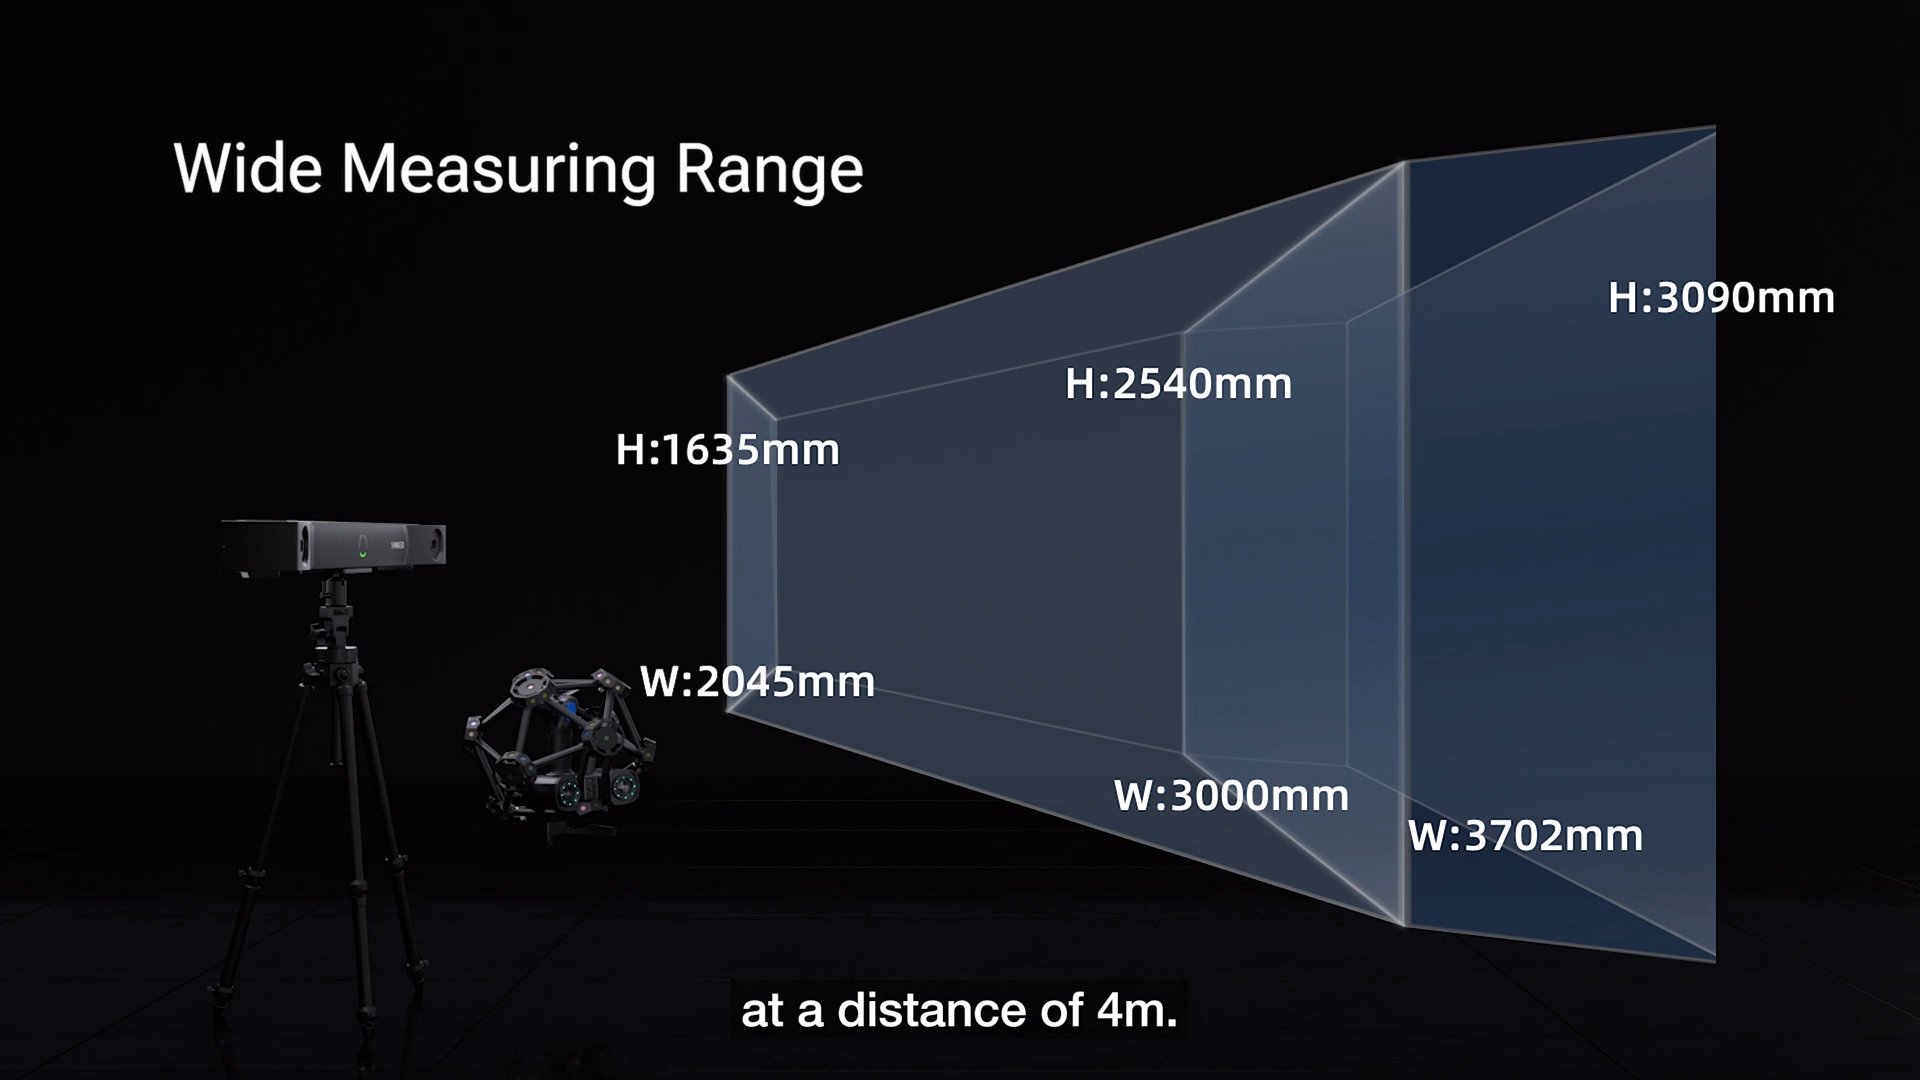 Wide Measuring Range
H:3090mm
H:2540mm
H:1635mm
W:2045mm
W:3000mm
W:3702mm
at a distance of 4m.